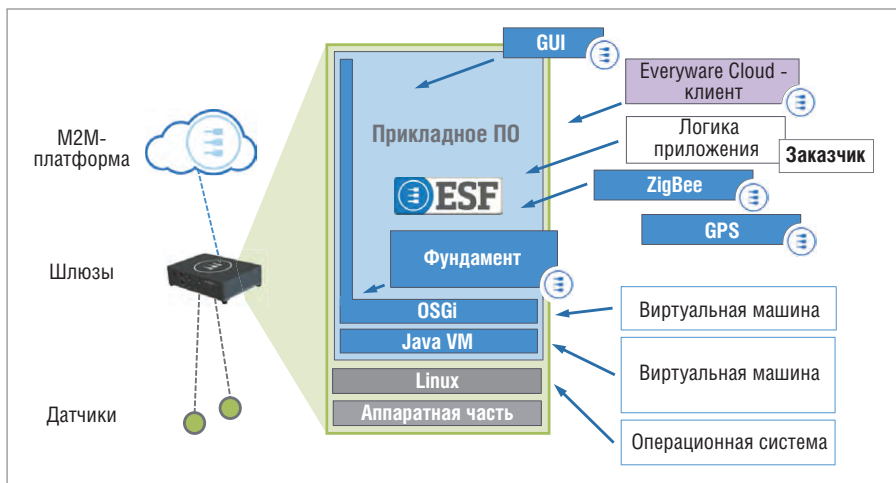 GUI
Everyware Cloud -
клиент
M2M-
платформа
Прикладное ПО
Логика
приложения
Заказчик
ESF
ZigBee
GPS
Шлюзы
Фундамент
OSGi
Виртуальная машина
Java VM
Виртуальная машина
Linux
Датчики
Аппаратная часть
Операционная система